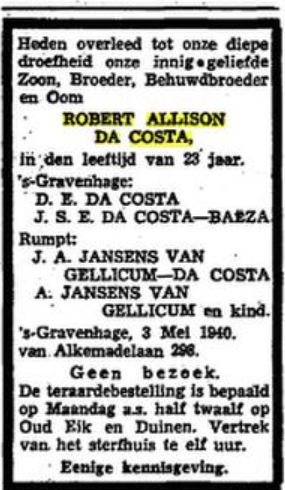 Heden overleed tot onze diepe
droefheid onze innig geliefde
Zoon, Broeder, Behuwdbroeder
en Oom
ROBERT ALLISON
DA COSTA,
in den leeftijd van 23 jaar.
's-Gravenhage:
D. E. DA COSTA
J. S. E. DA COSTA—BAEZA
Rumpt:
J. A. JANSENS VAN
GELLICUM—DA COSTA
A. JANSENS VAN
GELLICUM en kind.
's-Gravenhage, 3 Mei 1940.
van Alkemadelaan 298.
Geen bezoek.
De teraardebestelling is bepaald
op Maandag a.s. half twaalf op
Oud Eik en Duinen. Vertrek
van het sterfhuis te elf uur.
Eenige kennisgeving.